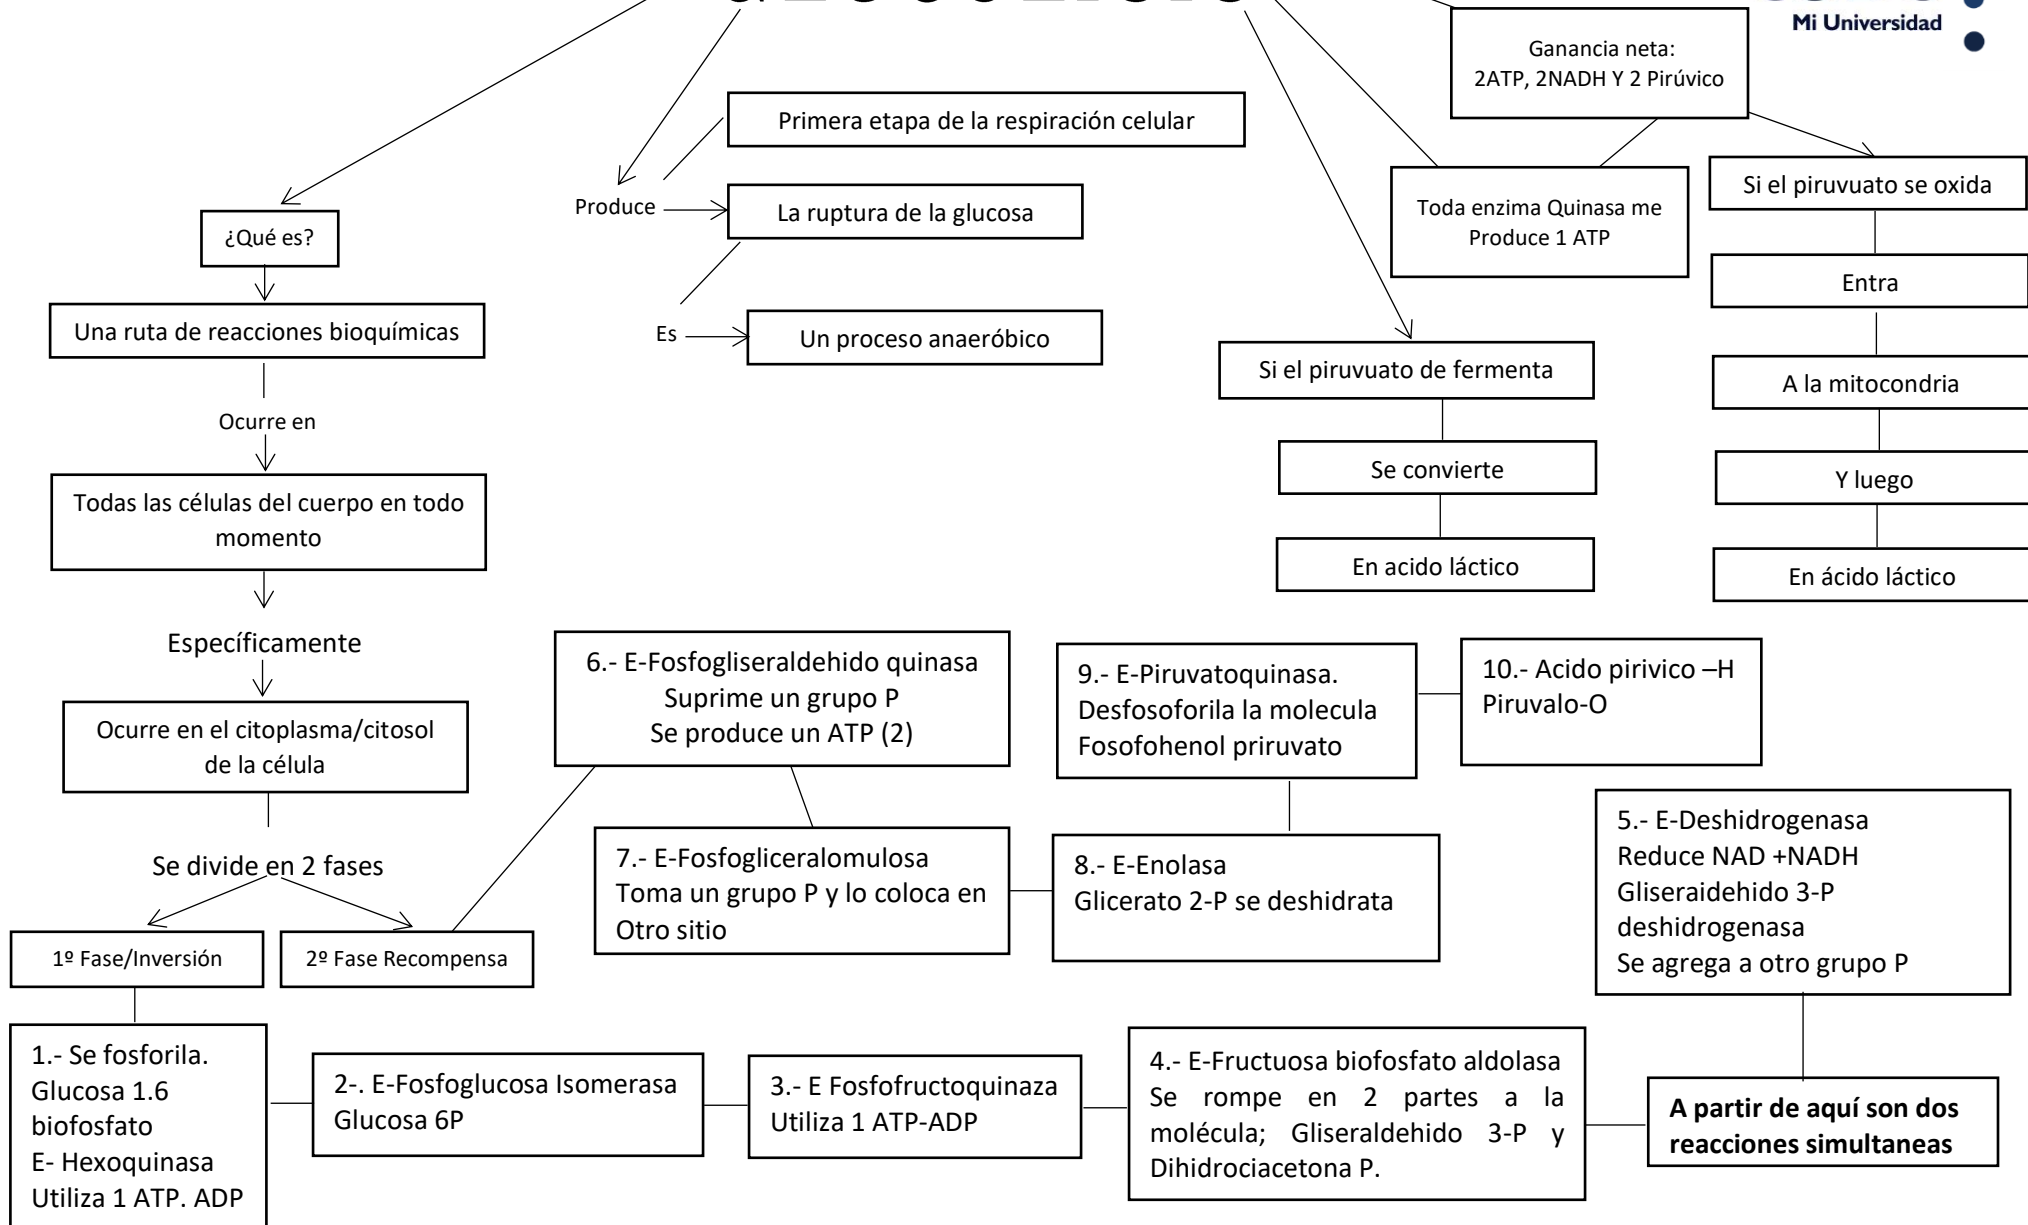 Mi Universidad
Ganancia neta:
2ATP, 2NADH Y 2 Pirúvico
Primera etapa de la respiración celular
Produce
La ruptura de la glucosa
Es
Un proceso anaeróbico
Toda enzima Quinasa me
Produce 1 ATP
Si el piruvuato se oxida
Entra
A la mitocondria
Y luego
En ácido láctico
Si el piruvuato de fermenta
Se convierte
En acido láctico
¿Qué es?
Una ruta de reacciones bioquímicas
Ocurre en
Todas las células del cuerpo en todo
momento
Específicamente
Ocurre en el citoplasma/citosol
de la célula
Se divide en 2 fases
1º Fase/Inversión
2º Fase Recompensa
6.- E-Fosfogliseraldehido quinasa
Suprime un grupo P
Se produce un ATP (2)
7.- E-Fosfogliceralomulosa
Toma un grupo P y lo coloca en
Otro sitio
8.- E-Enolasa
Glicerato 2-P se deshidrata
9.- E-Piruvatoquinasa.
Desfosoforila la molecula
Fosofohenol priruvato
10.- Acido pirivico –H
Piruvalo-O
5.- E-Deshidrogenasa
Reduce NAD +NADH
Gliseraidehido 3-P
deshidrogenasa
Se agrega a otro grupo P
1.- Se fosforila.
Glucosa 1.6
biofosfato
E- Hexoquinasa
Utiliza 1 ATP. ADP
2-. E-Fosfoglucosa Isomerasa
Glucosa 6P
3.- E Fosfofructoquinaza
Utiliza 1 ATP-ADP
4.- E-Fructuosa biofosfato aldolasa
Se rompe en 2 partes a la
molécula; Gliseraldehido 3-P y
Dihidrociacetona P.
A partir de aquí son dos
reacciones simultaneas